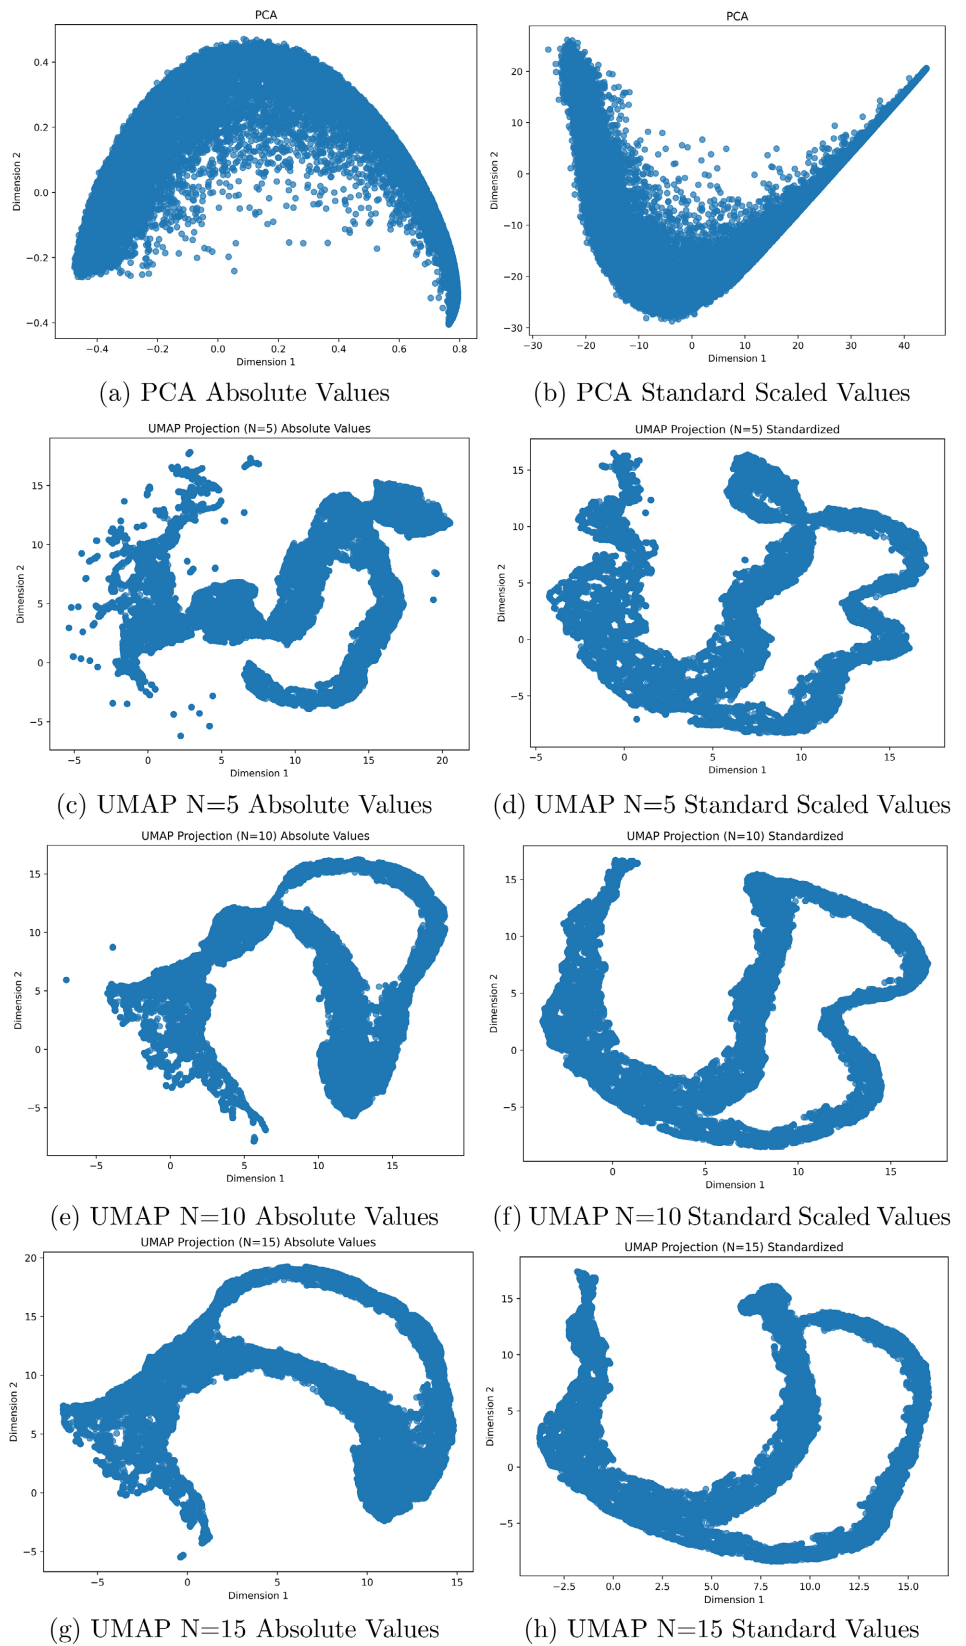 PCA
Dimension 2
0.4
0.2
0.0
−0.2
−0.4
−0.4 −0.2 0.0 0.2 0.4 0.6 0.8
Dimension 1
(a) PCA Absolute Values
PCA
Dimension 2
20
10
0
−10
−20
−30
−30 −20 −10 0 10 20 30 40
Dimension 1
(b) PCA Standard Scaled Values
UMAP Projection (N=5) Absolute Values
Dimension 2
15
10
5
0
−5
−5 0 5 10 15 20
Dimension 1
(c) UMAP N=5 Absolute Values
UMAP Projection (N=5) Standardized
Dimension 2
15
10
5
0
−5
−5 0 5 10 15
Dimension 1
(d) UMAP N=5 Standard Scaled Values
UMAP Projection (N=10) Absolute Values
Dimension 2
15
10
5
0
−5
−5 0 5 10 15
Dimension 1
(e) UMAP N=10 Absolute Values
UMAP Projection (N=10) Standardized
Dimension 2
15
10
5
0
−5
0 5 10 15
Dimension 1
(f) UMAP N=10 Standard Scaled Values
UMAP Projection (N=15) Absolute Values
Dimension 2
20
15
10
5
0
−5
−5 0 5 10 15
Dimension 1
(g) UMAP N=15 Absolute Values
UMAP Projection (N=15) Standardized
Dimension 2
15
10
5
0
−5
−2.5 0.0 2.5 5.0 7.5 10.0 12.5 15.0
Dimension 1
(h) UMAP N=15 Standard Values